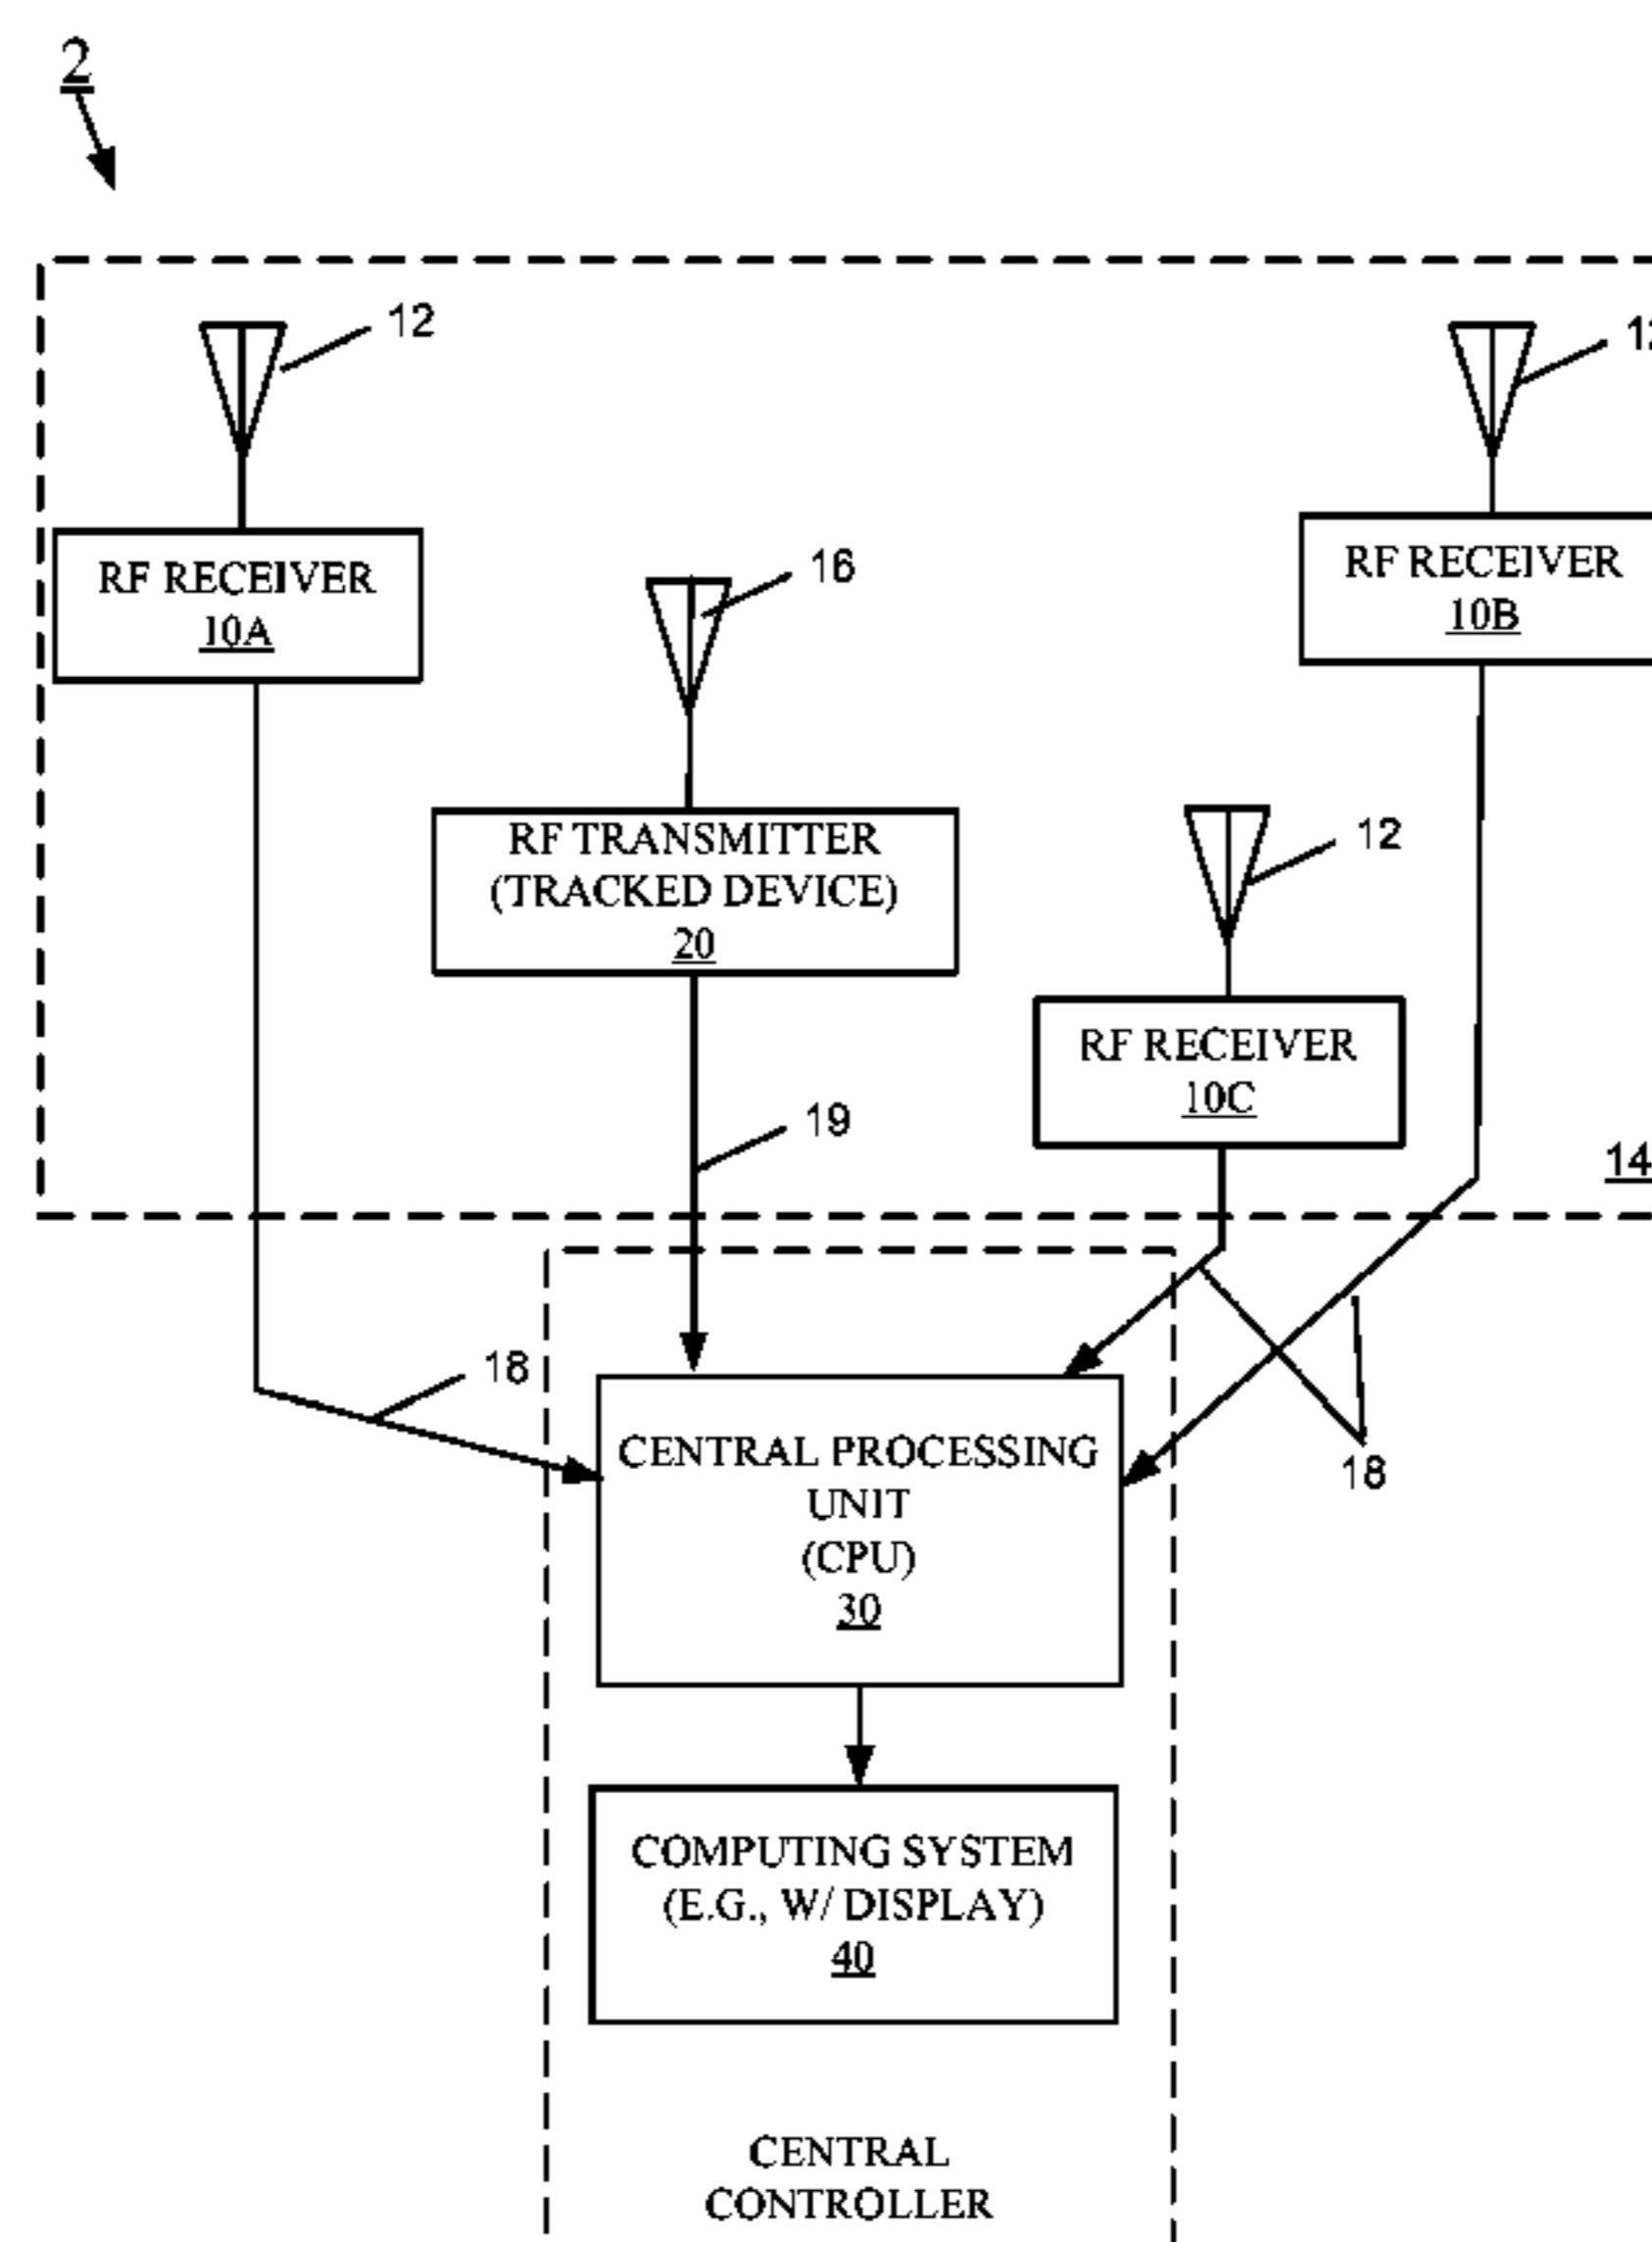 2
12
12
RF RECEIVER
10A
RF RECEIVER
10B
16
RF TRANSMITTER
(TRACKED DEVICE)
20
12
RF RECEIVER
10C
19
14
18
CENTRAL PROCESSING
UNIT
(CPU)
30
18
COMPUTING SYSTEM
(E.G., W/ DISPLAY)
40
CENTRAL
CONTROLLER